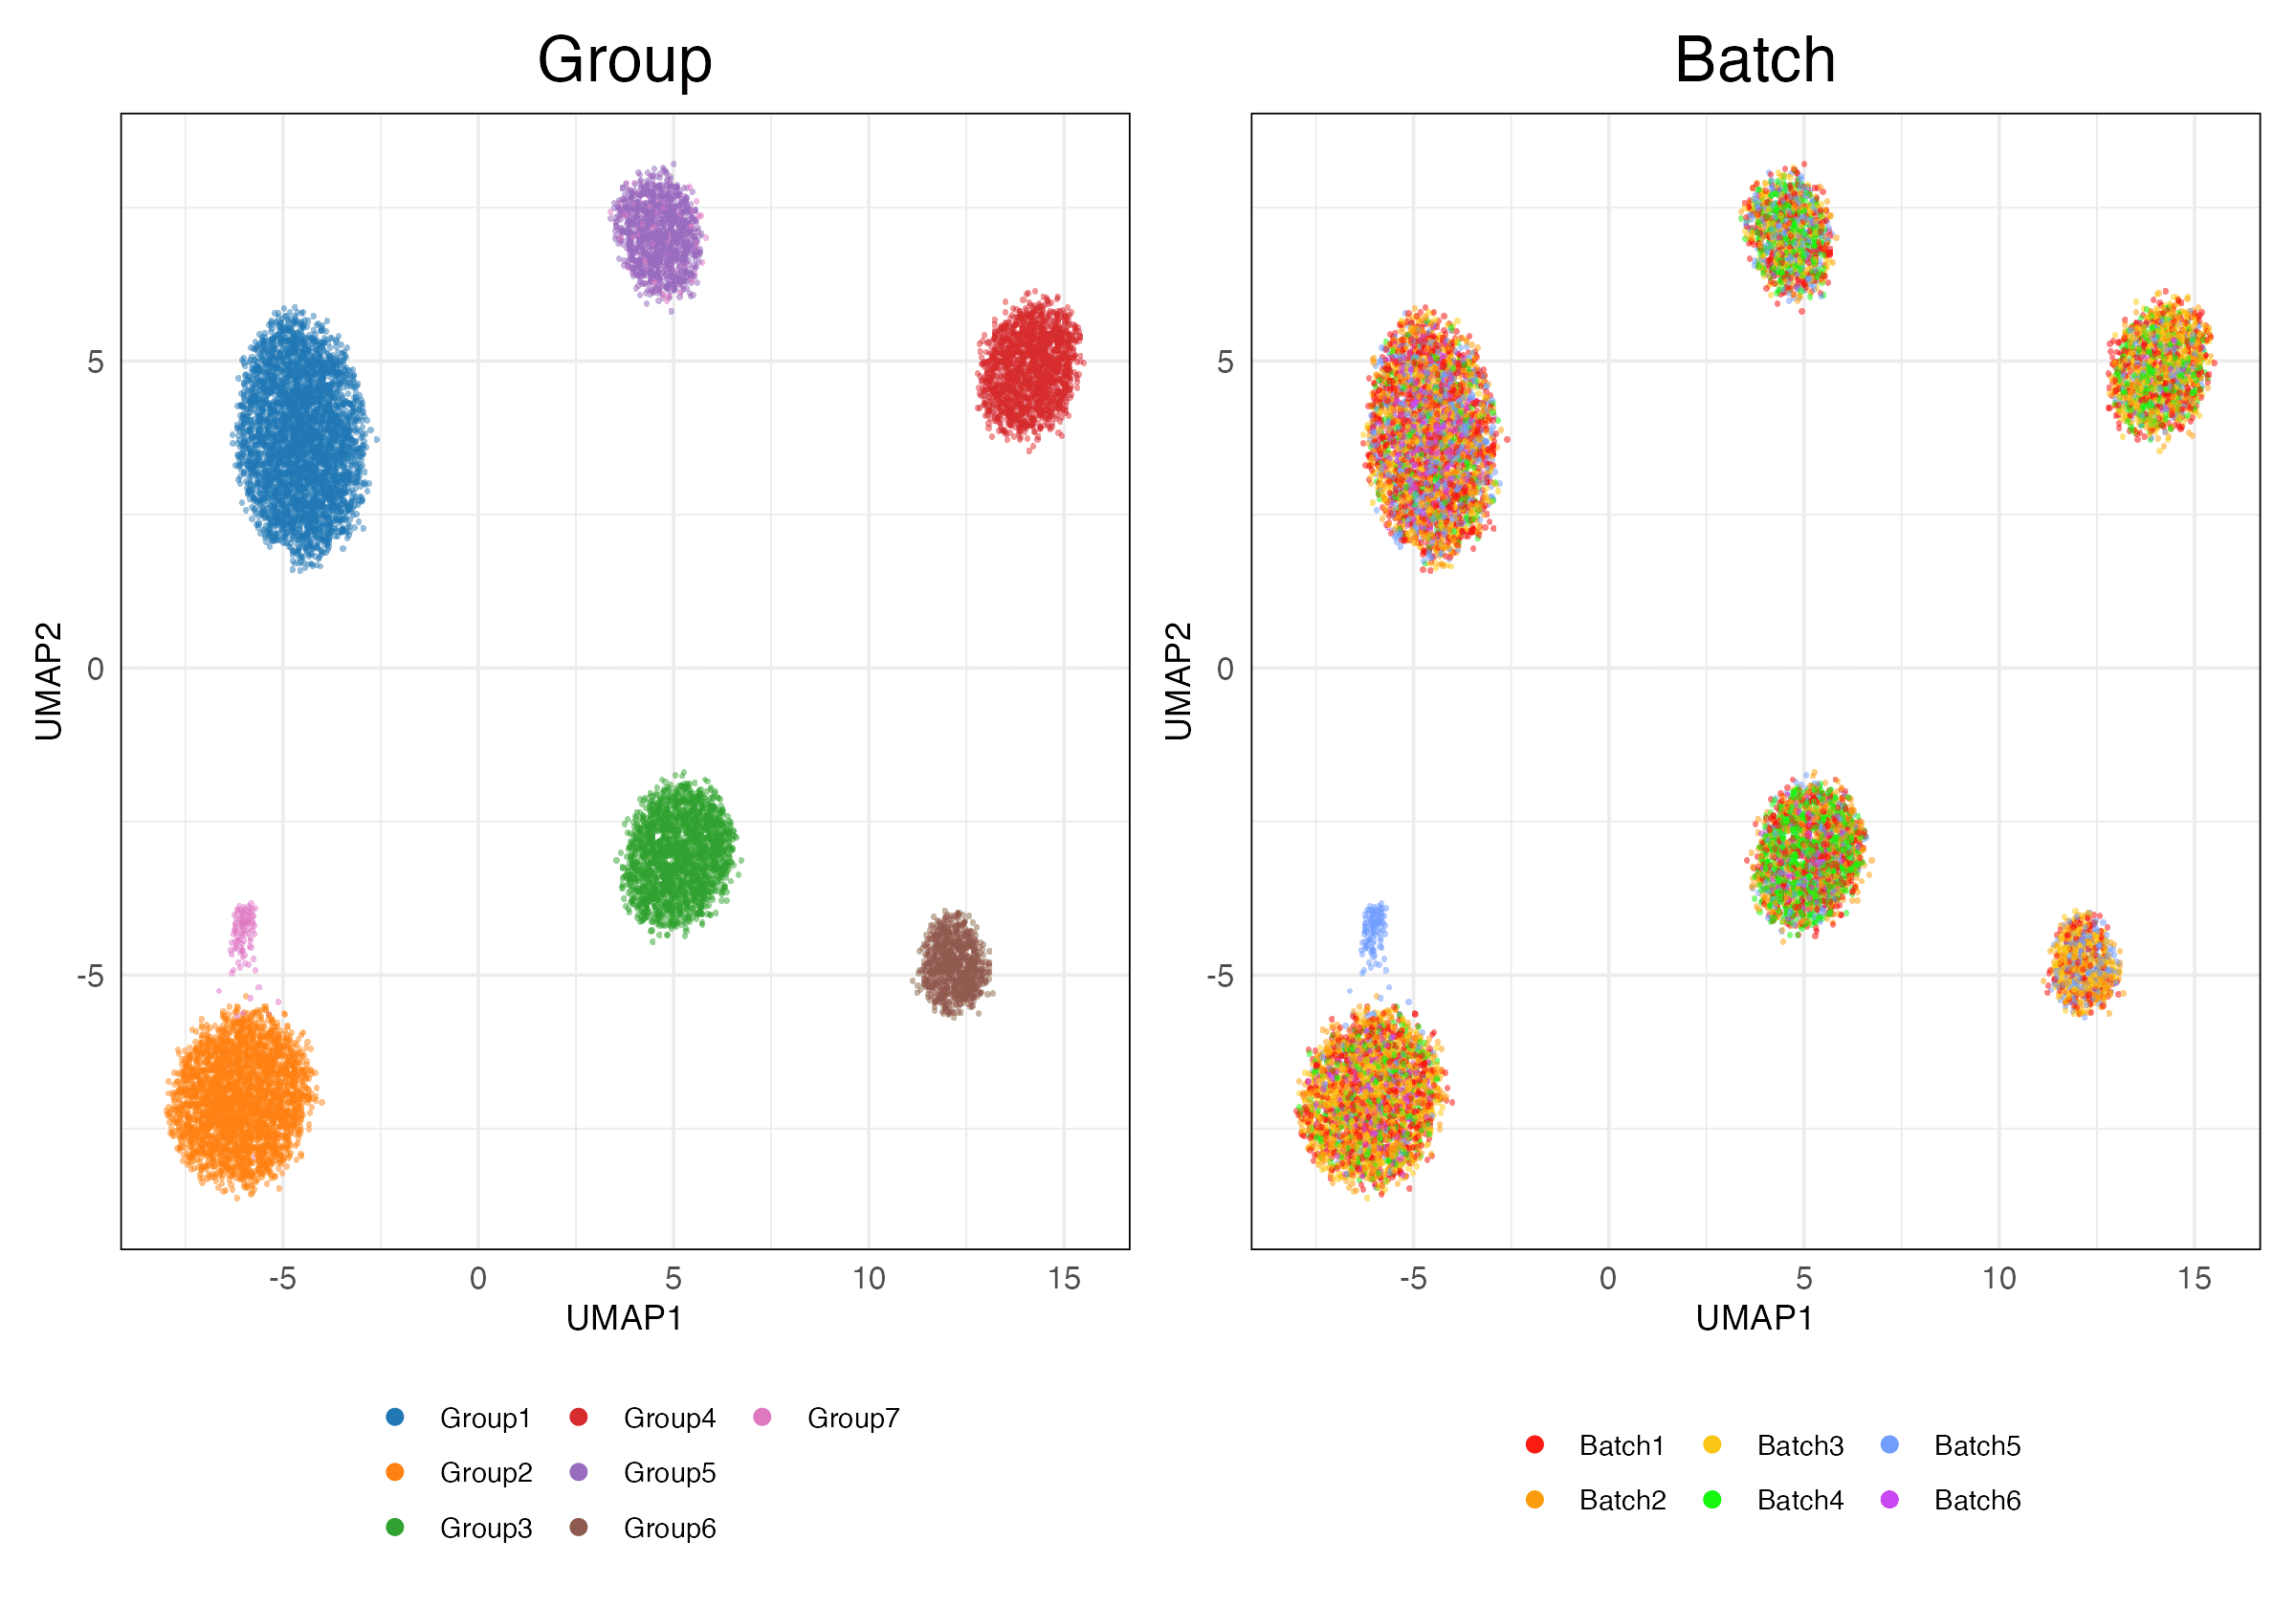 Group
Batch
UMAP2
5
0
-5
-5 0 5 10 15
UMAP1
UMAP2
5
0
-5
-5 0 5 10 15
UMAP1
Group1 Group4 Group7
Group2 Group5
Group3 Group6
Batch1 Batch3 Batch5
Batch2 Batch4 Batch6